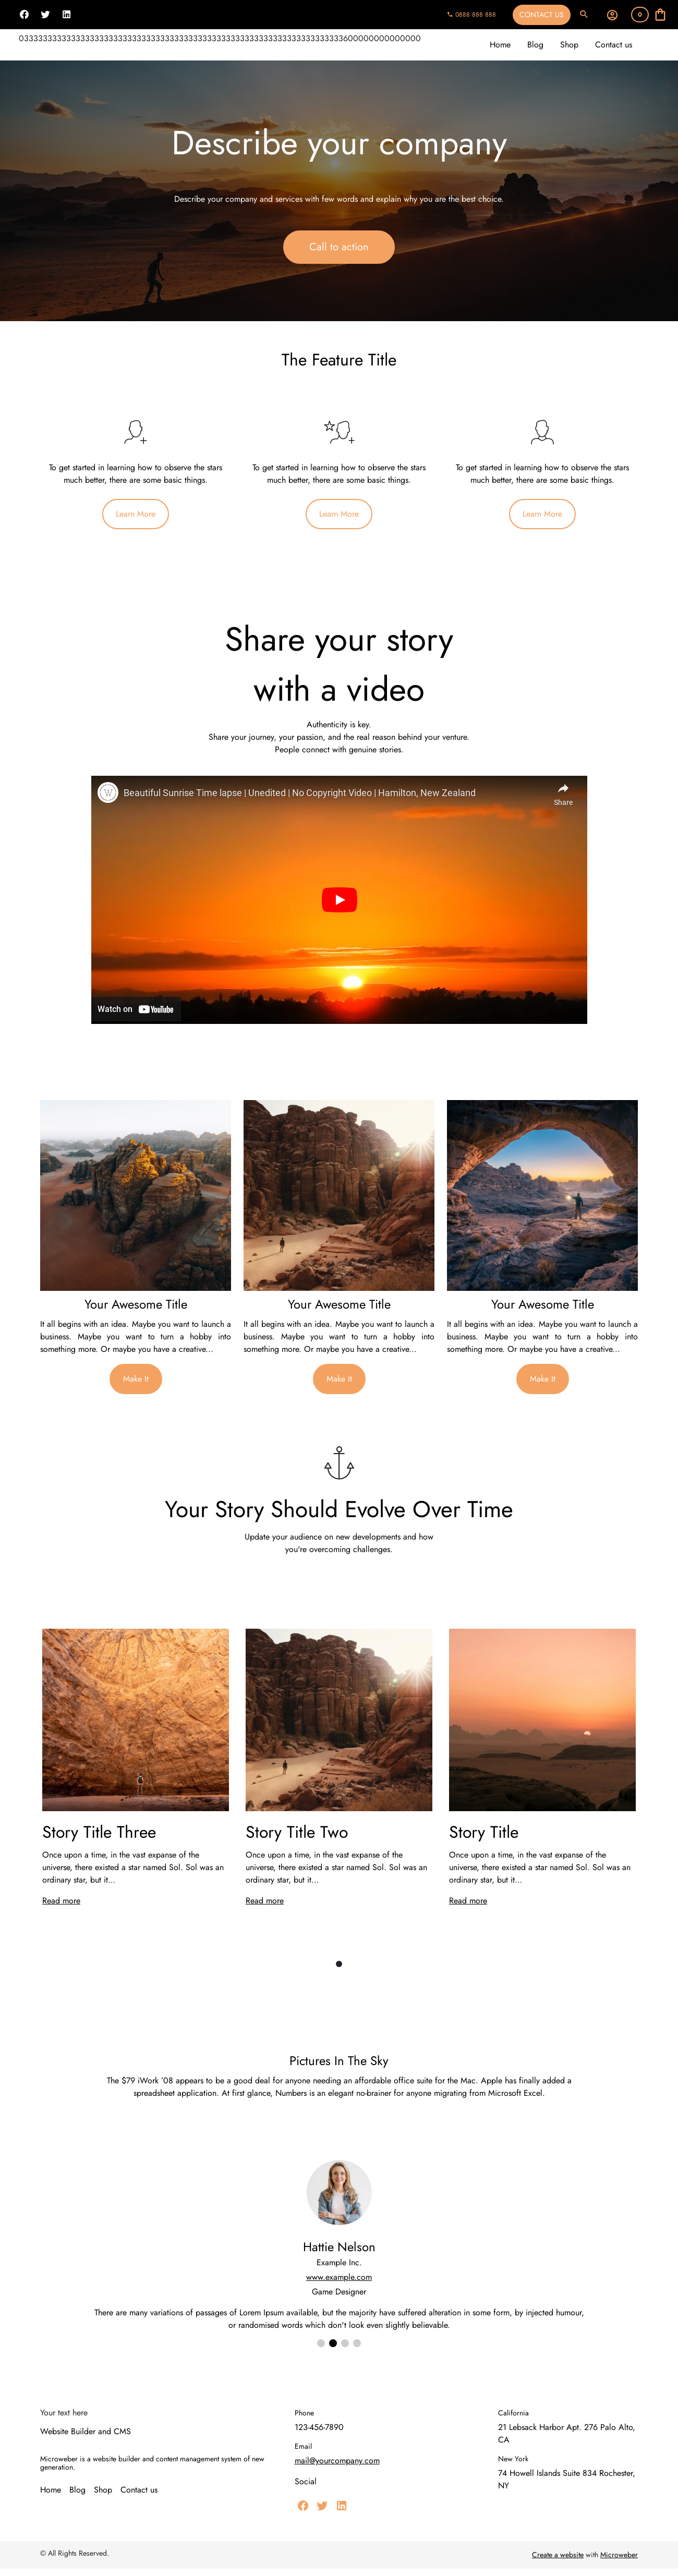 0888 888 888
CONTACT US
0
Home Blog Shop Contact us
Describe your company
Describe your company and services with few words and explain why you are the best choice.
Call to action
The Feature Title
To get started in learning how to observe the stars
much better, there are some basic things.
Learn More
To get started in learning how to observe the stars
much better, there are some basic things.
Learn More
To get started in learning how to observe the stars
much better, there are some basic things.
Learn More
Share your story
with a video
Authenticity is key.
Share your journey, your passion, and the real reason behind your venture.
People connect with genuine stories.
Beautiful Sunrise Time lapse | Unedited | No Copyright Video | Hamilton, New Zealand
Share
Watch on YouTube
Your Awesome Title
It all begins with an idea. Maybe you want to launch a
business. Maybe you want to turn a hobby into
something more. Or maybe you have a creative...
Make It
Your Awesome Title
It all begins with an idea. Maybe you want to launch a
business. Maybe you want to turn a hobby into
something more. Or maybe you have a creative...
Make It
Your Awesome Title
It all begins with an idea. Maybe you want to launch a
business. Maybe you want to turn a hobby into
something more. Or maybe you have a creative...
Make It
Your Story Should Evolve Over Time
Update your audience on new developments and how
you're overcoming challenges.
Story Title Three
Once upon a time, in the vast expanse of the
universe, there existed a star named Sol. Sol was an
ordinary star, but it...
Read more
Story Title Two
Once upon a time, in the vast expanse of the
universe, there existed a star named Sol. Sol was an
ordinary star, but it...
Read more
Story Title
Once upon a time, in the vast expanse of the
universe, there existed a star named Sol. Sol was an
ordinary star, but it...
Read more
Pictures In The Sky
The $79 iWork '08 appears to be a good deal for anyone needing an affordable office suite for the Mac. Apple has finally added a
spreadsheet application. At first glance, Numbers is an elegant no-brainer for anyone migrating from Microsoft Excel.
Hattie Nelson
Example Inc.
www.example.com
Game Designer
There are many variations of passages of Lorem Ipsum available, but the majority have suffered alteration in some form, by injected humour,
or randomised words which don't look even slightly believable.
Your text here
Website Builder and CMS
Microweber is a website builder and content management system of new
generation.
Home Blog Shop Contact us
Phone
123-456-7890
Email
mail@yourcompany.com
Social
California
21 Lebsack Harbor Apt. 276 Palo Alto,
CA
New York
74 Howell Islands Suite 834 Rochester,
NY
© All Rights Reserved.
Create a website with Microweber